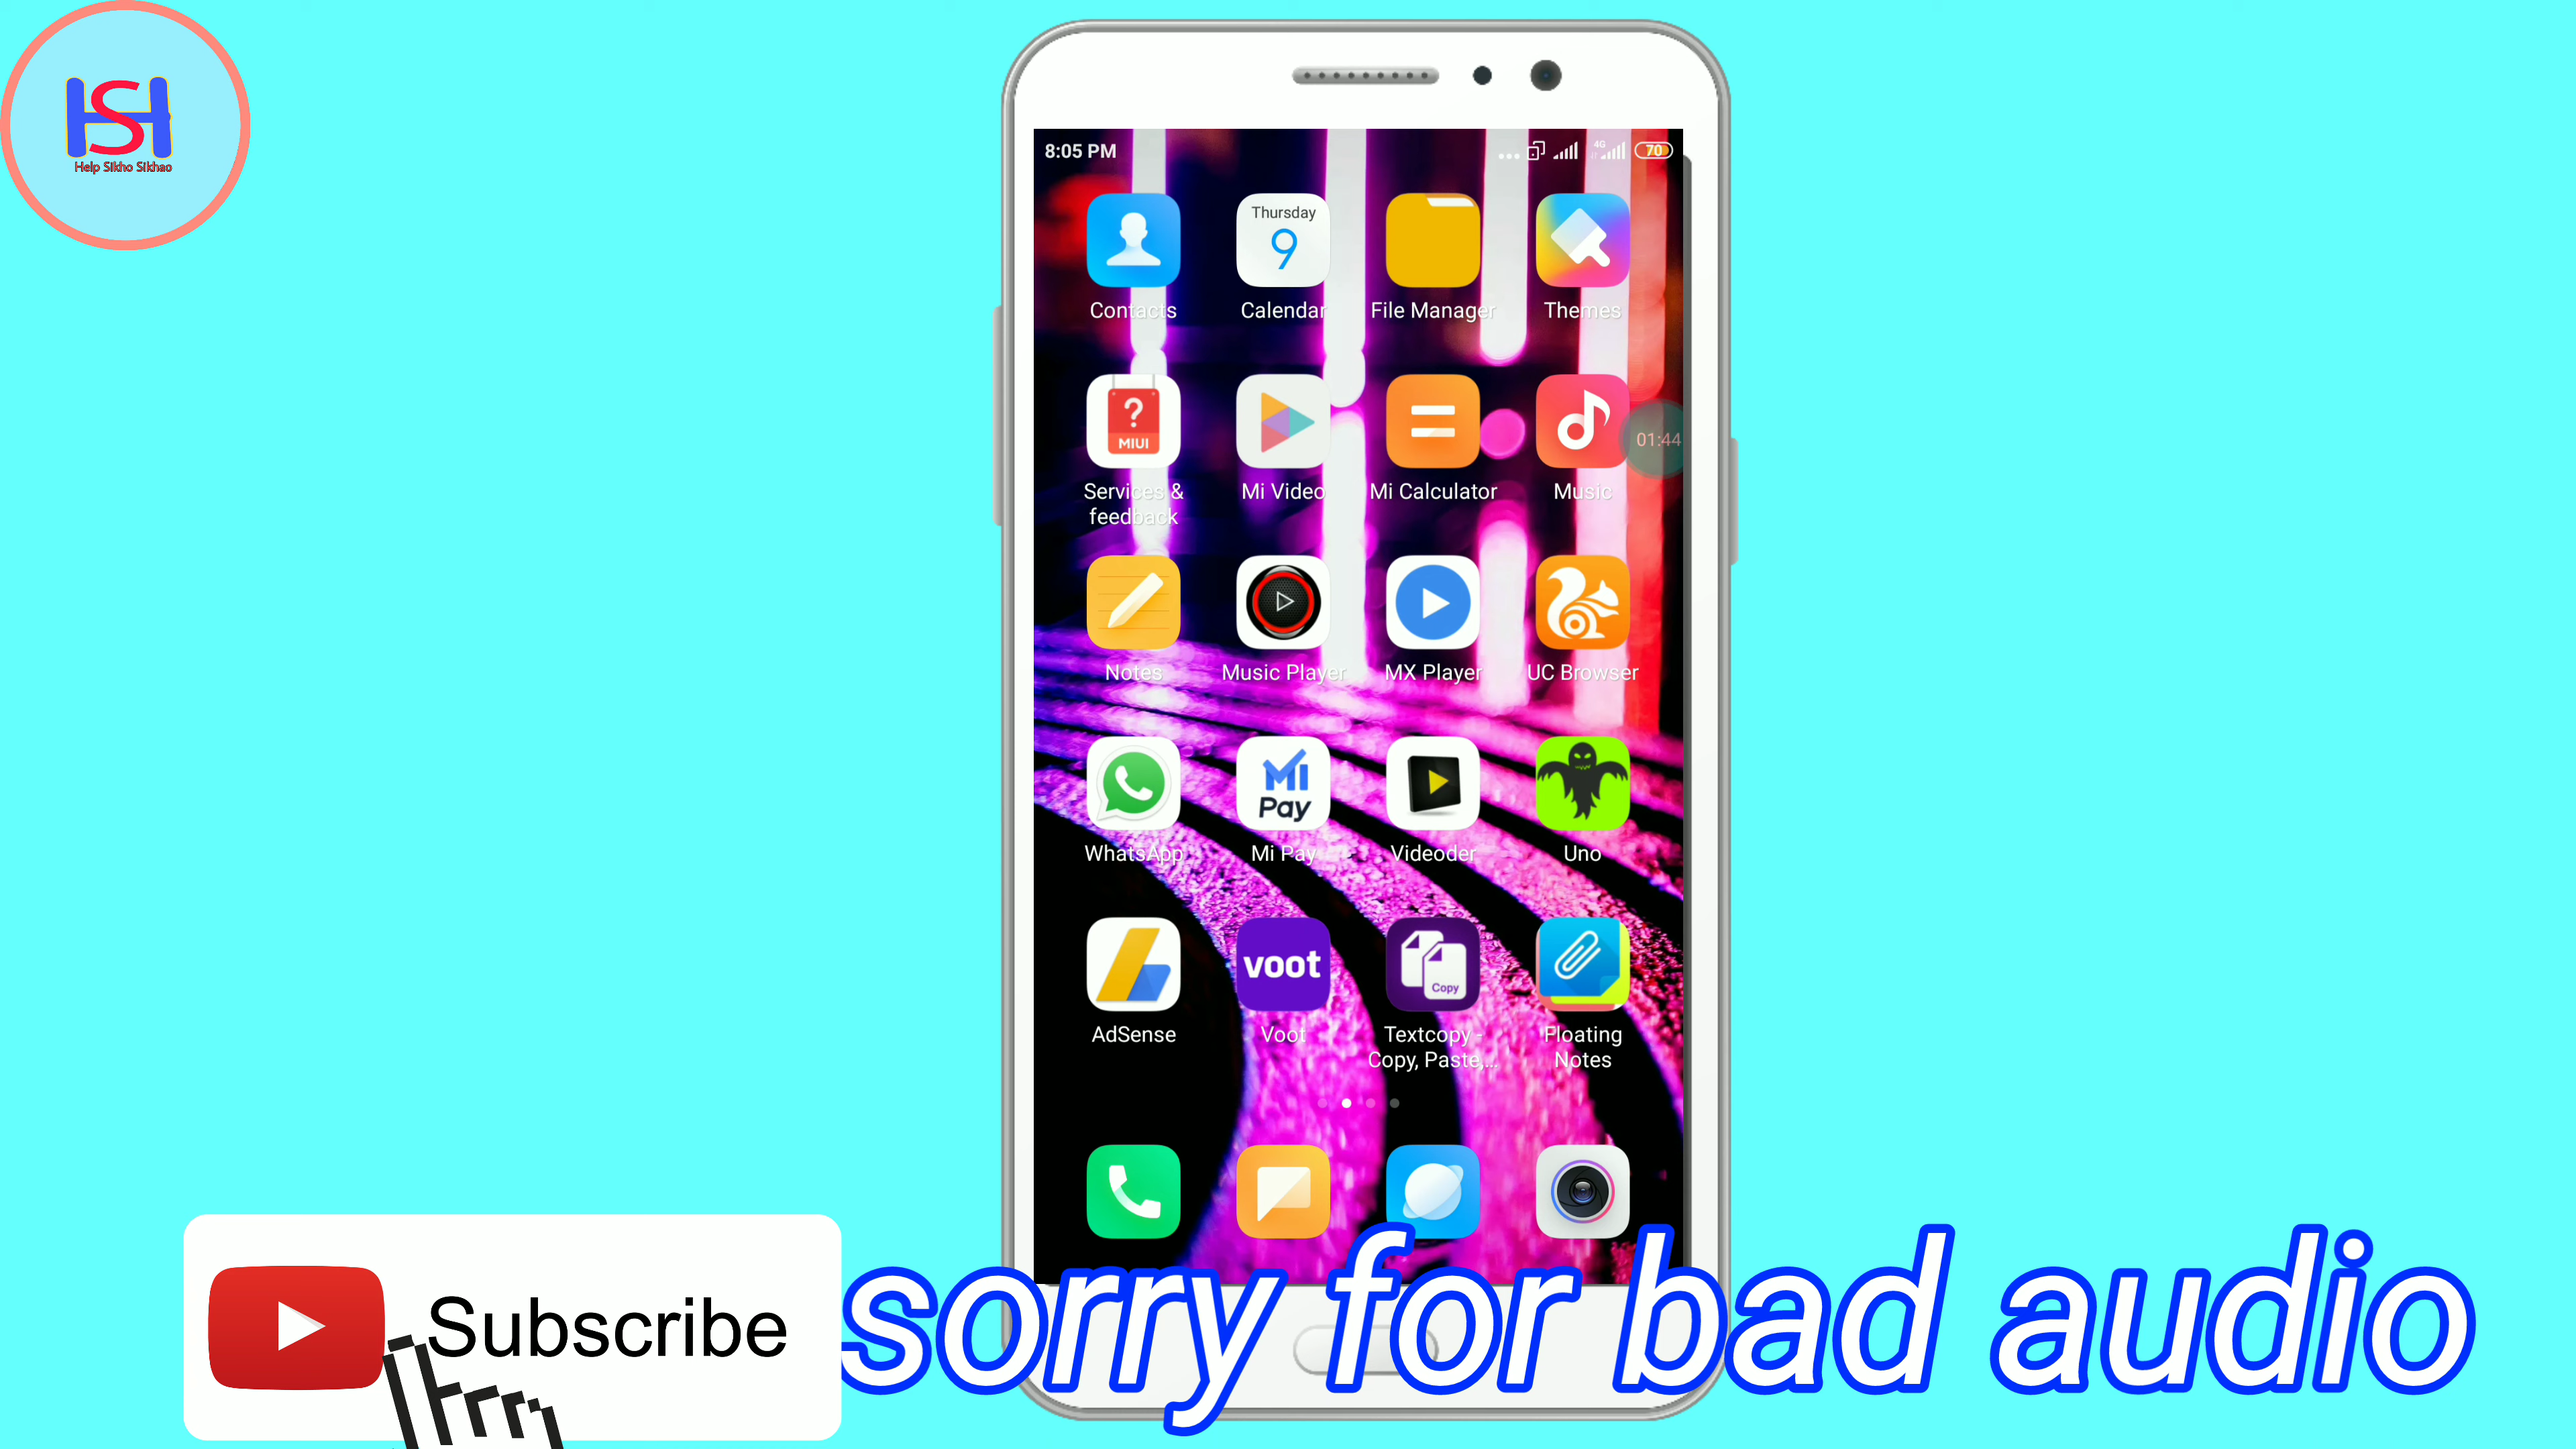 HSH
Help Sikho Sikhao
8:05 PM
4G
70
Thursday
9
Contacts
Calendar
File Manager
Themes
?
MIUI
01:44
Services &
feedback
Mi Video
Mi Calculator
Music
Notes
Music Player
MX Player
UC Browser
MI
Pay
WhatsApp
Mi Pay
Videoder
Uno
voot
Copy
AdSense
Voot
Textcopy -
Copy, Paste,...
Floating
Notes
Subscribe
sorry for bad audio